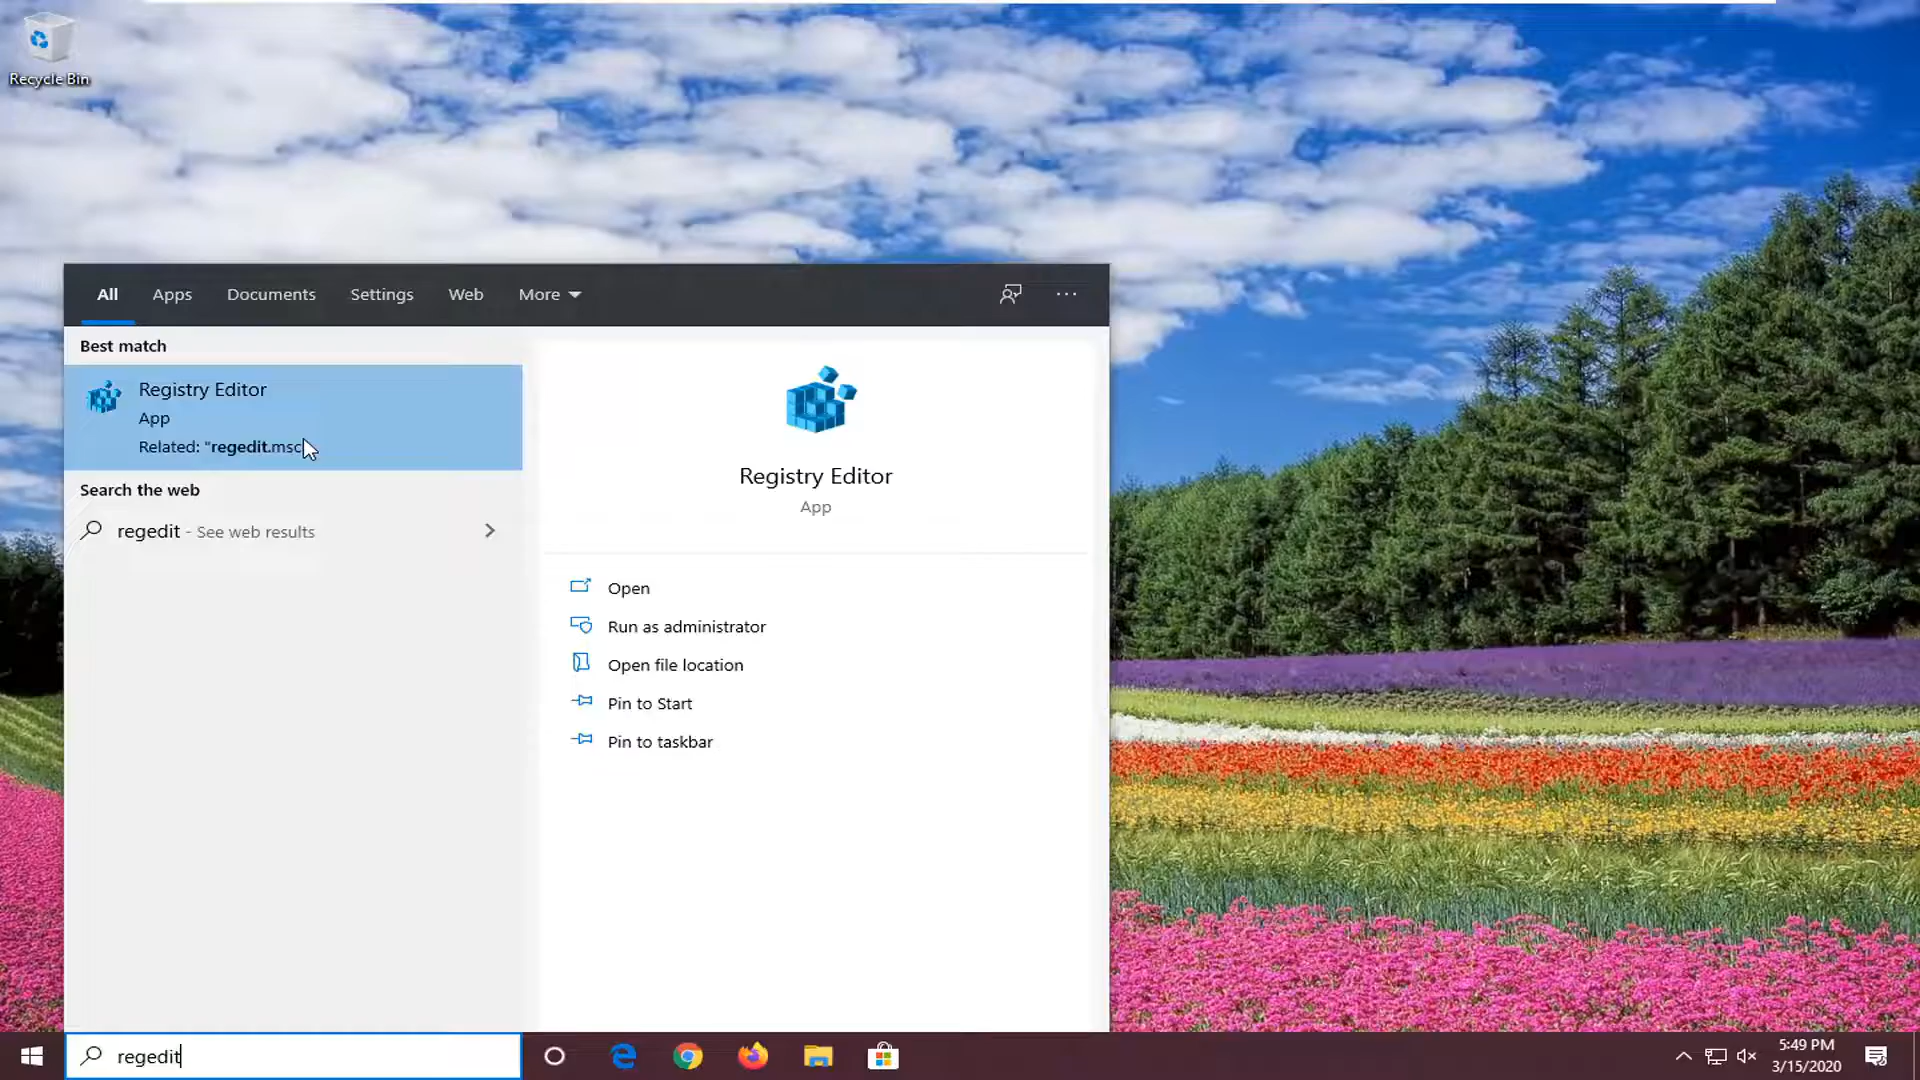 Recycle Bin
All Apps Documents Settings Web More
Best match
Registry Editor
App
Related: "regedit.msc
Search the web
regedit - See web results
Registry Editor
App
Open
Run as administrator
Open file location
Pin to Start
Pin to taskbar
regedit
5:49 PM
3/15/2020